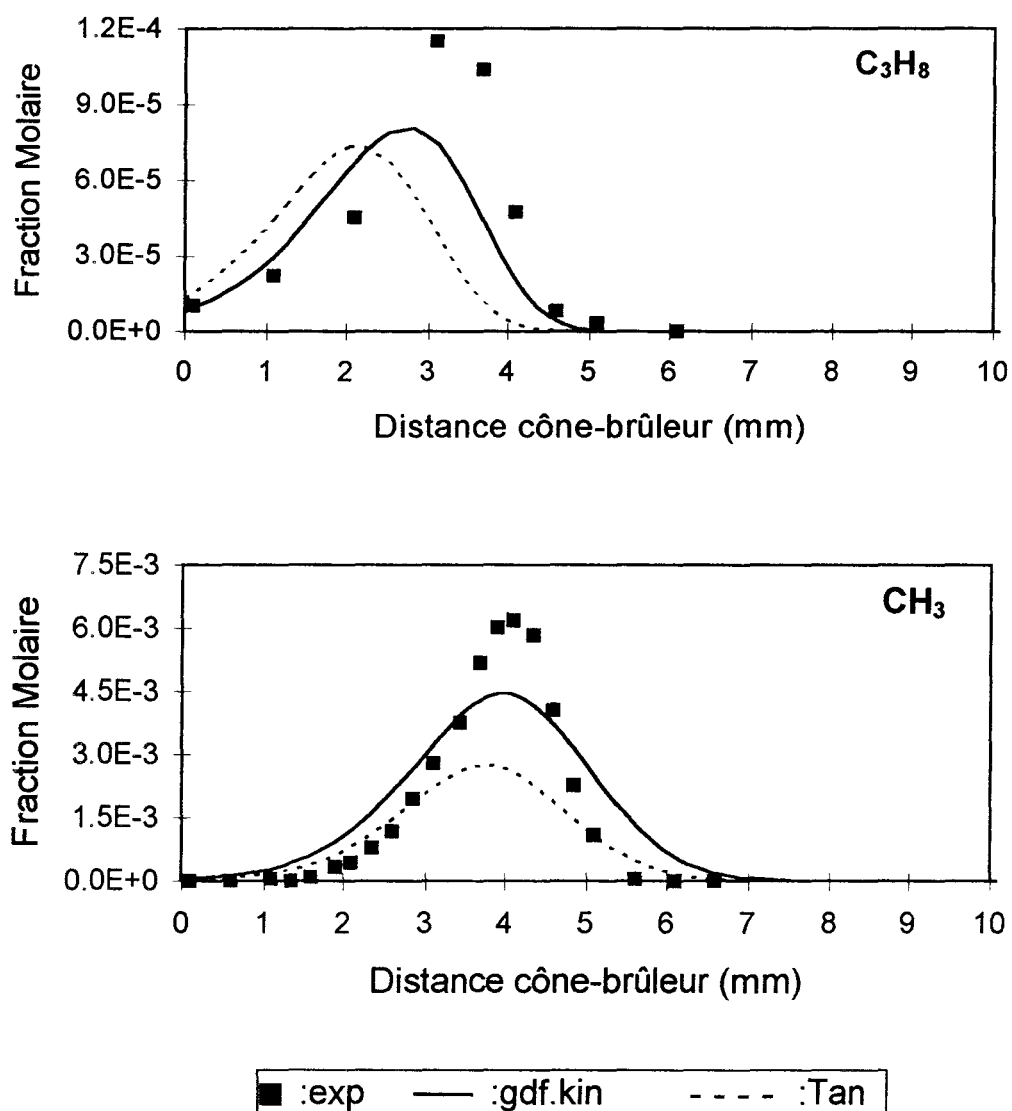 1.2E-4
C₃H₈
9.0E-5
6.0E-5
3.0E-5
0.0E+0
Fraction Molaire
0 1 2 3 4 5 6 7 8 9 10
Distance cône-brûleur (mm)
7.5E-3
CH₃
6.0E-3
4.5E-3
3.0E-3
1.5E-3
0.0E+0
Fraction Molaire
0 1 2 3 4 5 6 7 8 9 10
Distance cône-brûleur (mm)
:exp :gdf.kin :Tan